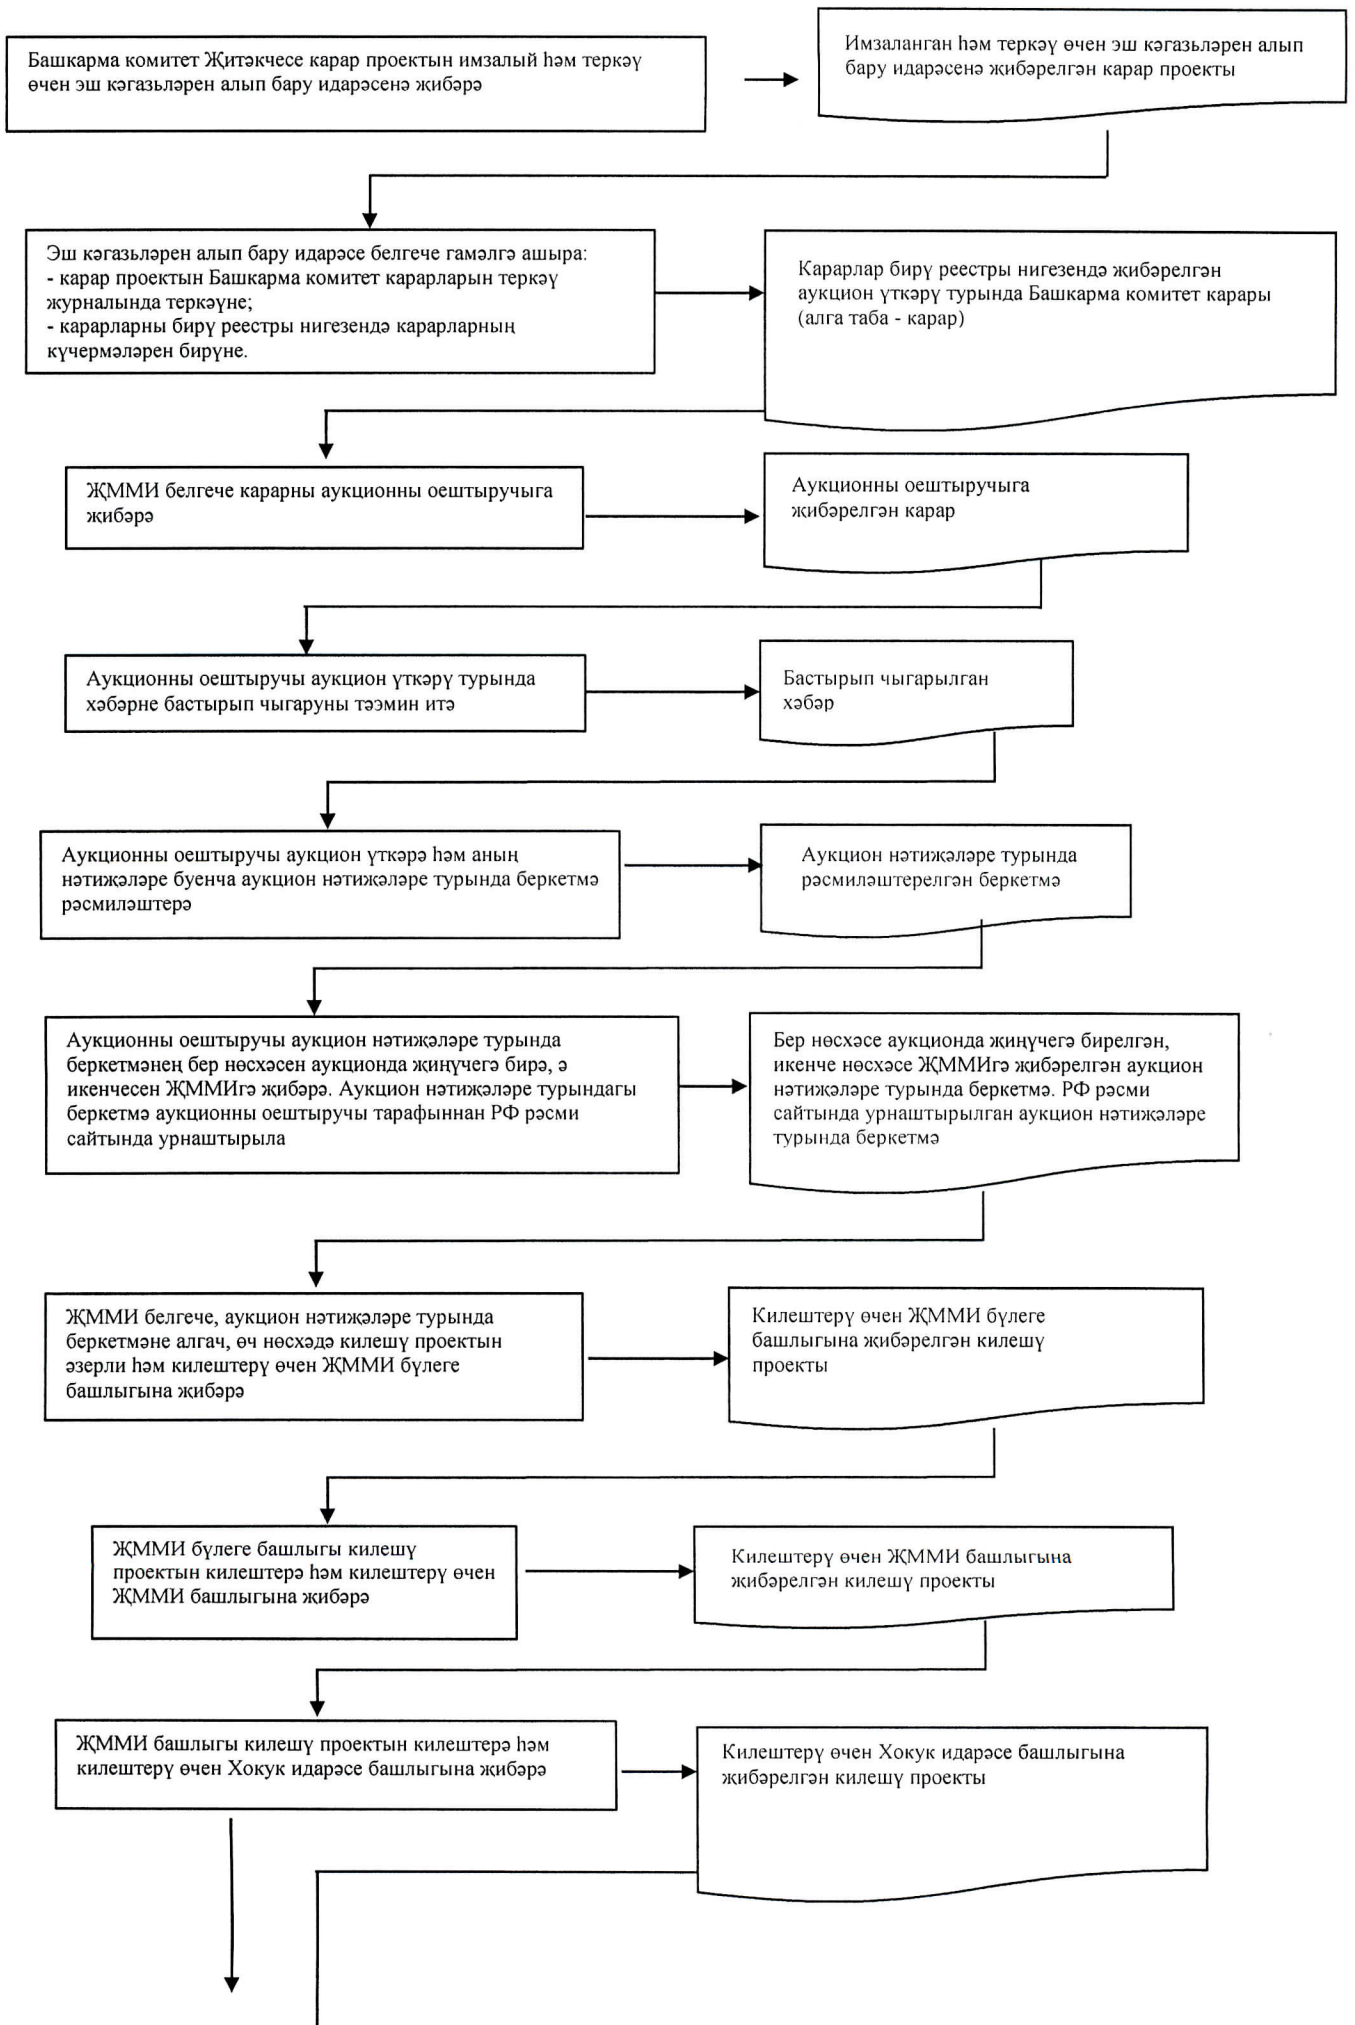 Башкарма комитет Җитәкчесе карар проектын имзалый һәм теркәү
өчен эш кәгазьләрен алып бару идарәсенә җибәрә
Имзаланган һәм теркәү өчен эш кәгазьләрен алып
бару идарәсенә җибәрелгән карар проекты
Эш кәгазьләрен алып бару идарәсе белгече гамәлгә ашыра:
- карар проектын Башкарма комитет карарларын теркәү
журналында теркәүне;
- карарларны бирү реестры нигезендә карарларның
күчермәләрен бирүне.
Карарлар бирү реестры нигезендә җибәрелгән
аукцион үткәрү турында Башкарма комитет карары
(алга таба - карар)
ҖММИ белгече карарны аукционны оештыручыга
җибәрә
Аукционны оештыручыга
җибәрелгән карар
Аукционны оештыручы аукцион үткәрү турында
хәбәрне бастырып чыгаруны тәэмин итә
Бастырып чыгарылган
хәбәр
Аукционны оештыручы аукцион үткәрә һәм аның
нәтиҗәләре буенча аукцион нәтиҗәләре турында беркетмә
рәсмиләштерә
Аукцион нәтиҗәләре турында
рәсмиләштерелгән беркетмә
Аукционны оештыручы аукцион нәтиҗәләре турында
беркетмәнең бер нөсхәсен аукционда җиңүчегә бирә, ә
икенчесен ҖММИгә җибәрә. Аукцион нәтиҗәләре турындагы
беркетмә аукционны оештыручы тарафыннан РФ рәсми
сайтында урнаштырыла
Бер нөсхәсе аукционда җиңүчегә бирелгән,
икенче нөсхәсе ҖММИгә җибәрелгән аукцион
нәтиҗәләре турында беркетмә. РФ рәсми
сайтында урнаштырылган аукцион нәтиҗәләре
турында беркетмә
ҖММИ белгече, аукцион нәтиҗәләре турында
беркетмәне алгач, өч нөсхәдә килешү проектын
әзерли һәм килештерү өчен ҖММИ бүлеге
башлыгына җибәрә
Килештерү өчен ҖММИ бүлеге
башлыгына җибәрелгән килешү
проекты
ҖММИ бүлеге башлыгы килешү
проектын килештерә һәм килештерү өчен
ҖММИ башлыгына җибәрә
Килештерү өчен ҖММИ башлыгына
җибәрелгән килешү проекты
ҖММИ башлыгы килешү проектын килештерә һәм
килештерү өчен Хокук идарәсе башлыгына җибәрә
Килештерү өчен Хокук идарәсе башлыгына
җибәрелгән килешү проекты